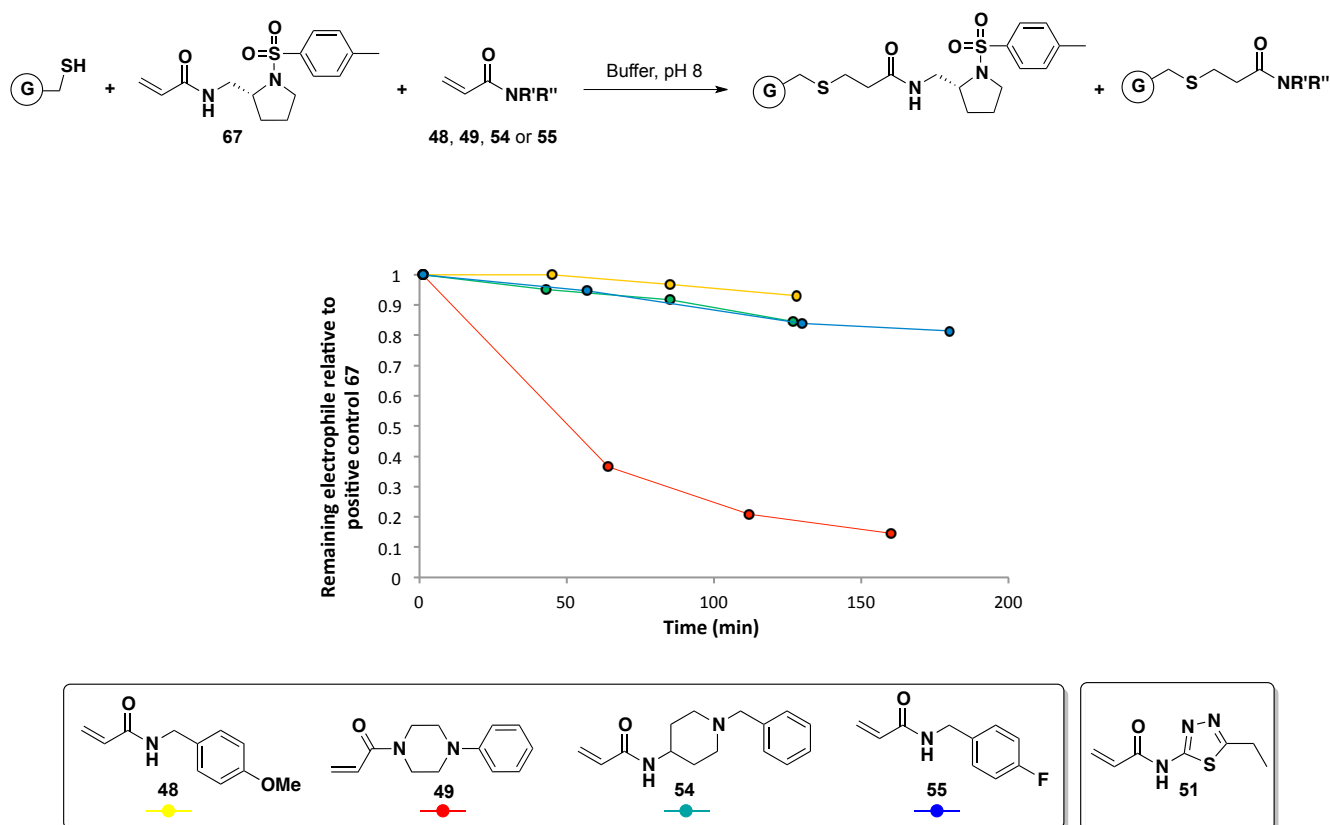 SH
G
+
O
N
H
O
O
S
N
67
+
O
NR'R''
48, 49, 54 or 55
Buffer, pH 8
G
S
O
N
H
O
O
S
N
+
G
S
O
NR'R''
Remaining electrophile relative to
positive control 67
1
0.9
0.8
0.7
0.6
0.5
0.4
0.3
0.2
0.1
0
0
50
100
150
200
Time (min)
O
N
H
OMe
48
O
N
N
49
O
N
H
N
54
O
N
H
F
55
O
NH
N
N
S
51